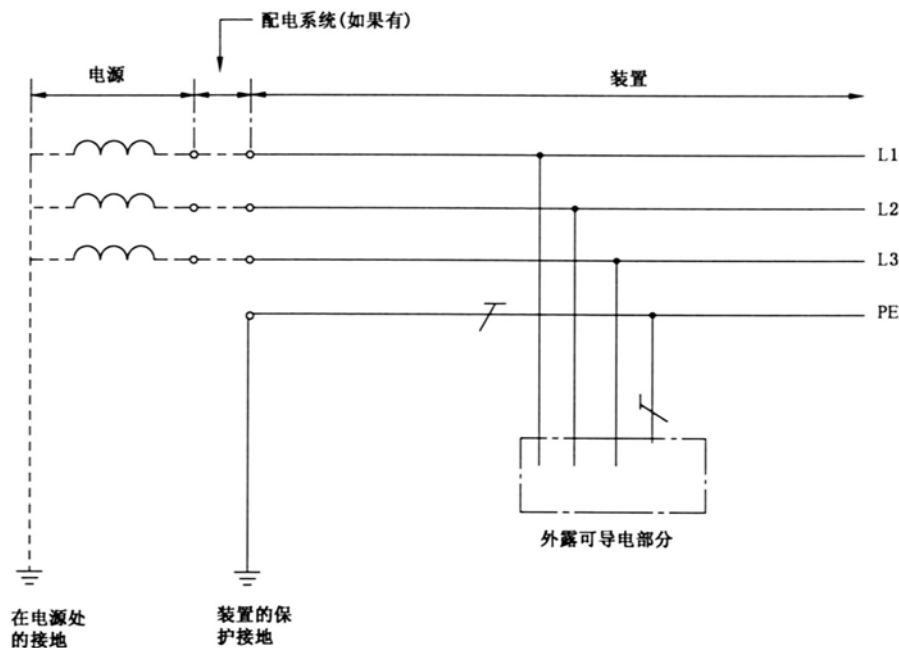 配电系统(如果有)
电源
装置
L1
L2
L3
PE
外露可导电部分
在电源处
的接地
装置的保
护接地